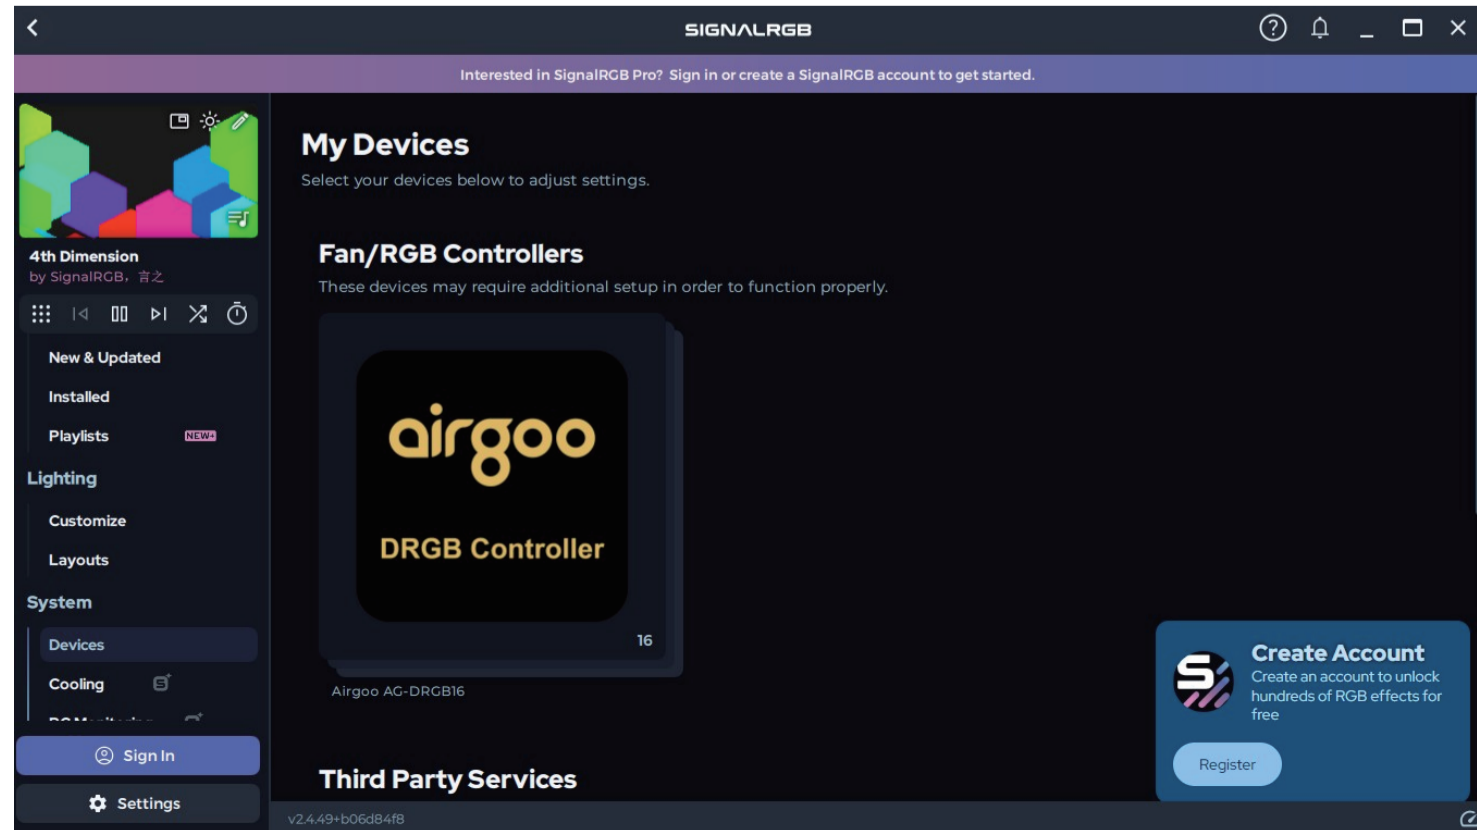 SIGNALRGB
Interested in SignalRGB Pro? Sign in or create a SignalRGB account to get started.
4th Dimension
by SignalRGB, 言之
New & Updated
Installed
Playlists NEW+
Lighting
Customize
Layouts
System
Devices
Cooling
Sign In
Settings
My Devices
Select your devices below to adjust settings.
Fan/RGB Controllers
These devices may require additional setup in order to function properly.
airgoo
DRGB Controller
16
Airgoo AG-DRGB16
Third Party Services
Create Account
Create an account to unlock
hundreds of RGB effects for
free
Register
v2.4.49+b06d84f8